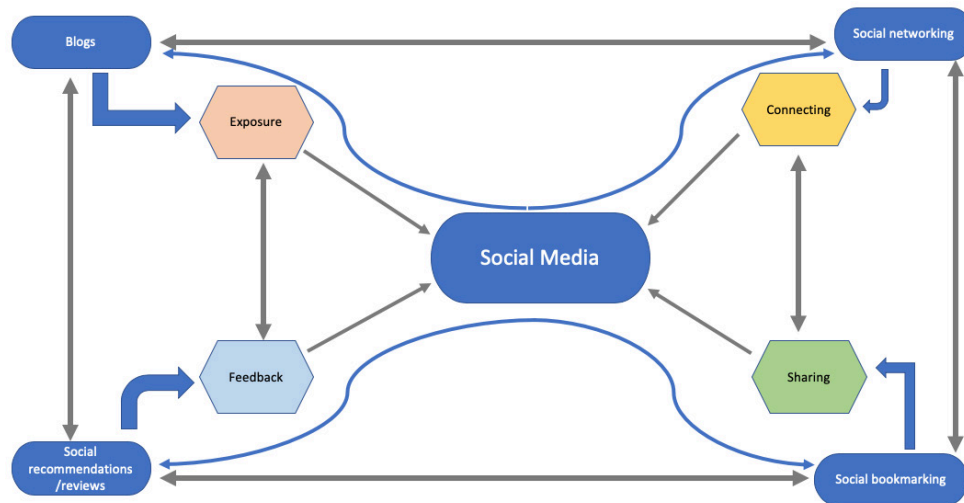 Blogs
Social networking
Exposure
Connecting
Social Media
Feedback
Sharing
Social
recommendations
/reviews
Social bookmarking